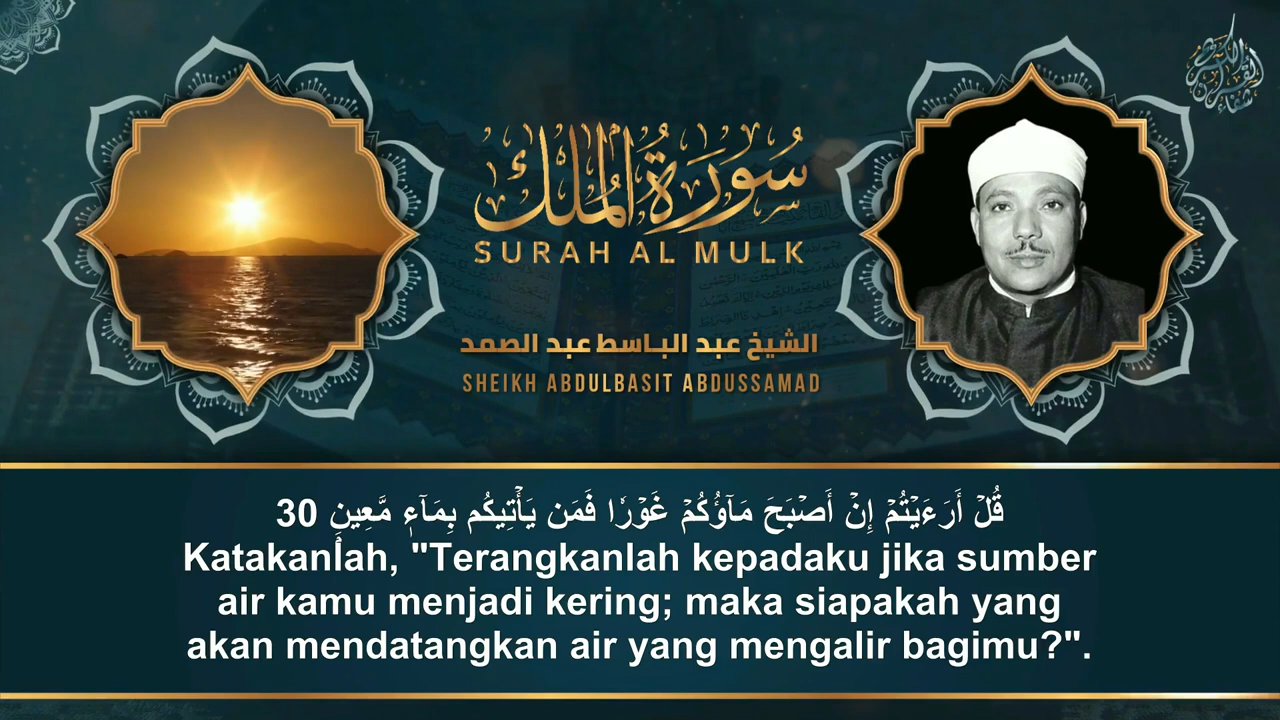 سُورَةُ الْمُلْك
SURAH AL MULK
الشيخ عبد الباسط عبد الصمد
SHEIKH ABDULBASIT ABDUSSAMAD
قُلۡ أَرَءَيۡتُمۡ إِنۡ أَصۡبَحَ مَآؤُكُمۡ غَوۡرٗا فَمَن يَأۡتِيكُم بِمَآءٖ مَّعِينِۭ 30
Katakanlah, "Terangkanlah kepadaku jika sumber
air kamu menjadi kering; maka siapakah yang
akan mendatangkan air yang mengalir bagimu?".